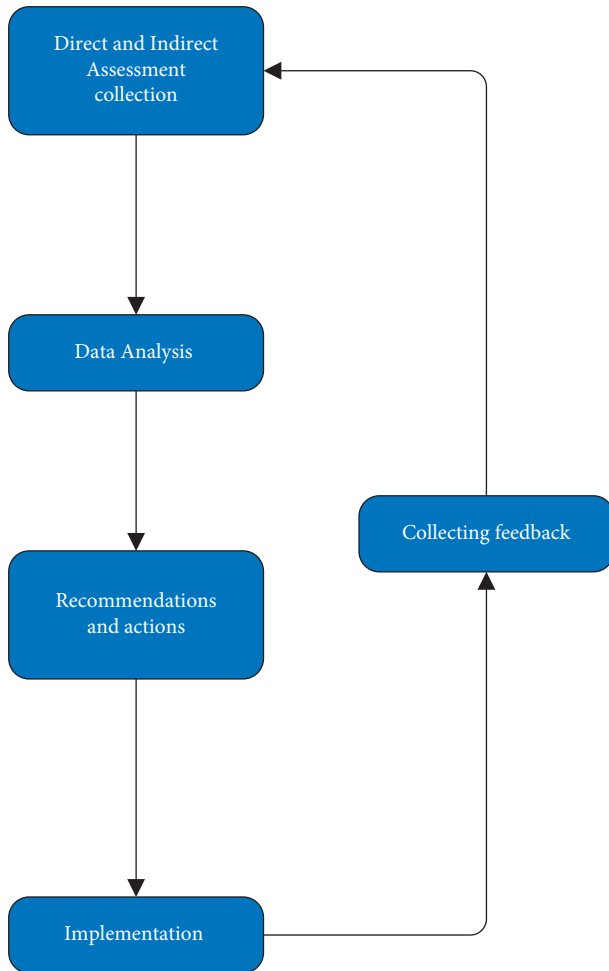 Direct and Indirect
Assessment
collection
Data Analysis
Recommendations
and actions
Implementation
Collecting feedback